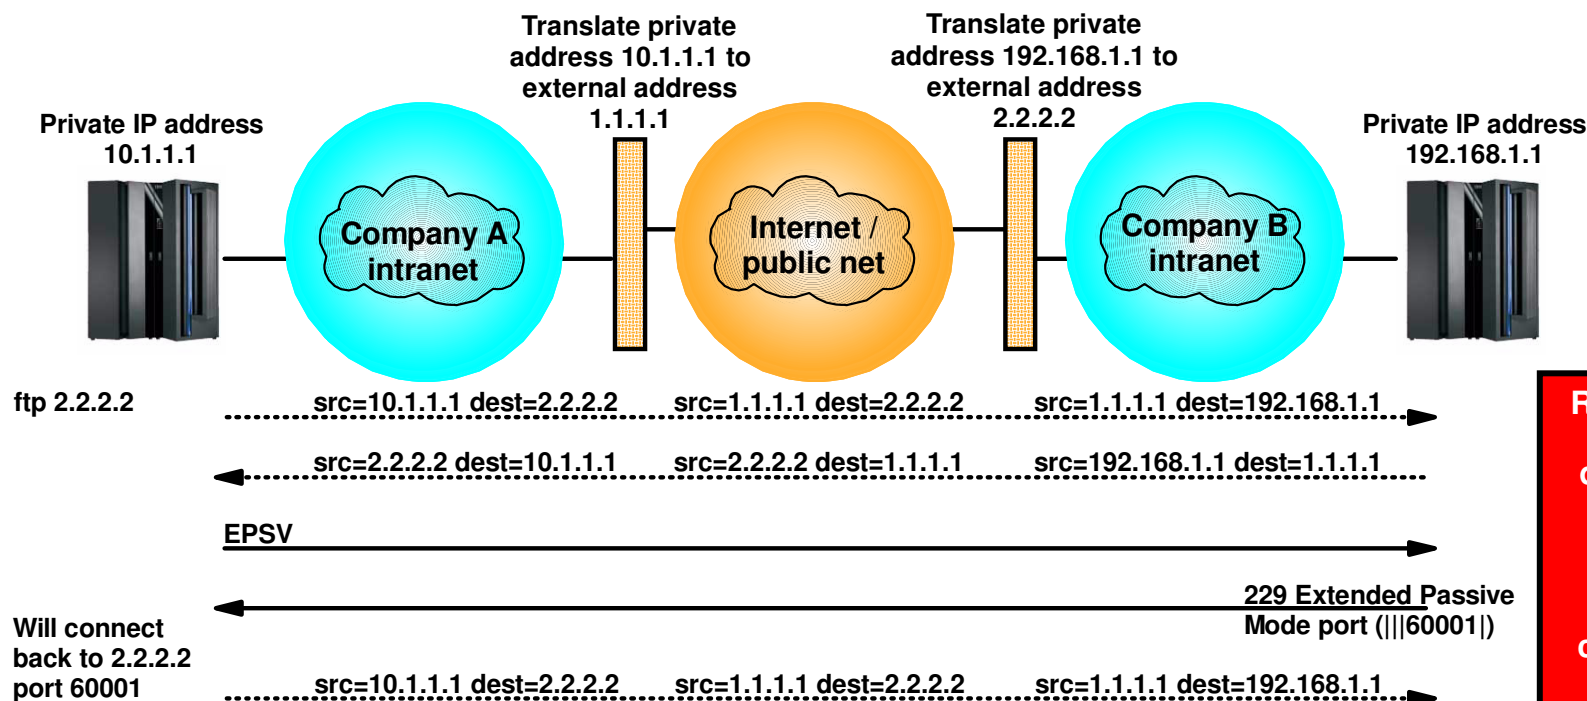 Translate private
address 10.1.1.1 to
external address
1.1.1.1
Translate private
address 192.168.1.1 to
external address
2.2.2.2
Private IP address
10.1.1.1
Private IP address
192.168.1.1
Company A
intranet
Internet /
public net
Company B
intranet
ftp 2.2.2.2
src=10.1.1.1 dest=2.2.2.2 src=1.1.1.1 dest=2.2.2.2 src=1.1.1.1 dest=192.168.1.1
src=2.2.2.2 dest=10.1.1.1 src=2.2.2.2 dest=1.1.1.1 src=192.168.1.1 dest=1.1.1.1
EPSV
229 Extended Passive
Mode port (|||60001|)
Will connect
back to 2.2.2.2
port 60001
src=10.1.1.1 dest=2.2.2.2 src=1.1.1.1 dest=2.2.2.2 src=1.1.1.1 dest=192.168.1.1